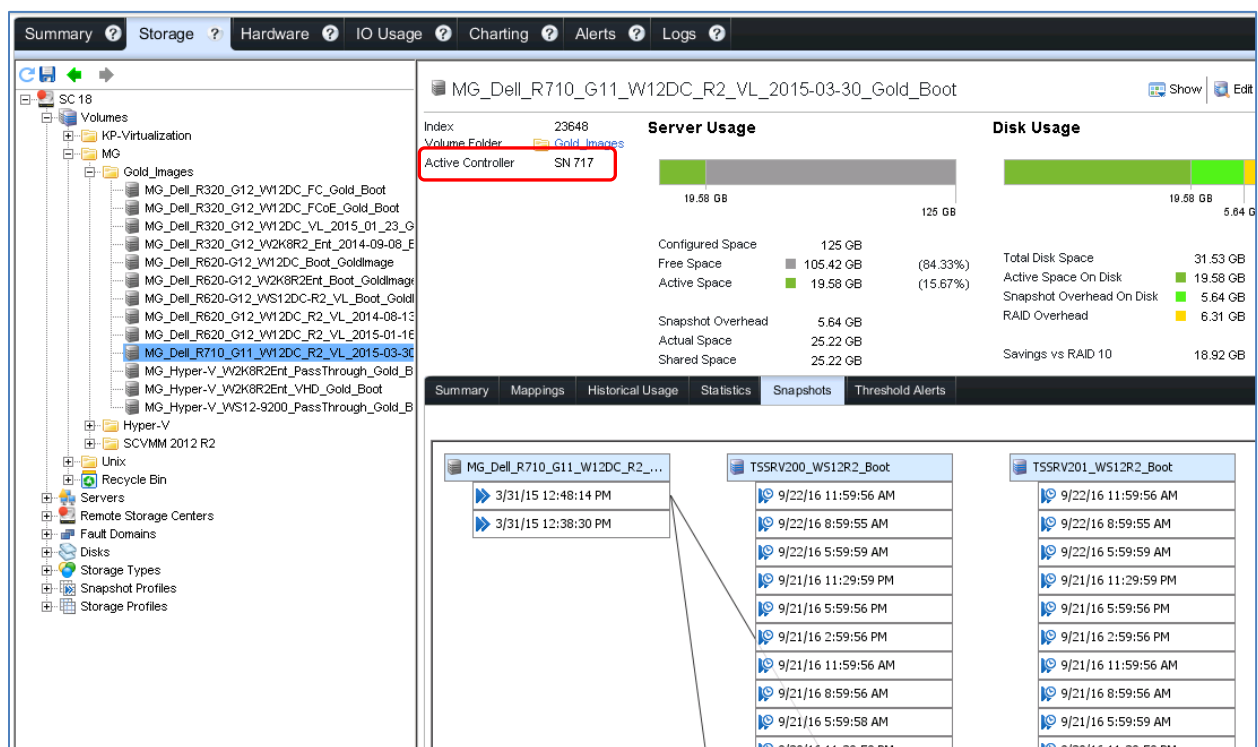 Summary ? Storage ? Hardware ? IO Usage ? Charting ? Alerts ? Logs ?
SC 18
Volumes
KP-Virtualization
MG
Gold_Images
MG_Dell_R320_G12_W12DC_FC_Gold_Boot
MG_Dell_R320_G12_W12DC_FCoE_Gold_Boot
MG_Dell_R320_G12_W12DC_VL_2015_01_23_G
MG_Dell_R320_G12_W2K8R2_Ent_2014-09-08_E
MG_Dell_R620-G12_W12DC_Boot_GoldImage
MG_Dell_R620-G12_W2K8R2Ent_Boot_GoldImage
MG_Dell_R620-G12_WS12DC-R2_VL_Boot_Goldl
MG_Dell_R620_G12_W12DC_R2_VL_2014-08-13
MG_Dell_R620_G12_W12DC_R2_VL_2015-01-16
MG_Dell_R710_G11_W12DC_R2_VL_2015-03-30
MG_Hyper-V_W2K8R2Ent_PassThrough_Gold_B
MG_Hyper-V_W2K8R2Ent_VHD_Gold_Boot
MG_Hyper-V_WS12-9200_PassThrough_Gold_B
Hyper-V
SCVMM 2012 R2
Unix
Recycle Bin
Servers
Remote Storage Centers
Fault Domains
Disks
Storage Types
Snapshot Profiles
Storage Profiles
MG_Dell_R710_G11_W12DC_R2_VL_2015-03-30_Gold_Boot
Show Edit
Index 23648
Volume Folder Gold_Images
Active Controller SN 717
Server Usage
19.58 GB
125 GB
Configured Space 125 GB
Free Space 105.42 GB (84.33%)
Active Space 19.58 GB (15.67%)
Snapshot Overhead 5.64 GB
Actual Space 25.22 GB
Shared Space 25.22 GB
Disk Usage
19.58 GB
5.64 G
Total Disk Space 31.53 GB
Active Space On Disk 19.58 GB
Snapshot Overhead On Disk 5.64 GB
RAID Overhead 6.31 GB
Savings vs RAID 10 18.92 GB
Summary Mappings Historical Usage Statistics Snapshots Threshold Alerts
MG_Dell_R710_G11_W12DC_R2_...
3/31/15 12:48:14 PM
3/31/15 12:38:30 PM
TSSRV200_WS12R2_Boot
9/22/16 11:59:56 AM
9/22/16 8:59:55 AM
9/22/16 5:59:59 AM
9/21/16 11:29:59 PM
9/21/16 5:59:56 PM
9/21/16 2:59:56 PM
9/21/16 11:59:56 AM
9/21/16 8:59:56 AM
9/21/16 5:59:58 AM
TSSRV201_WS12R2_Boot
9/22/16 11:59:56 AM
9/22/16 8:59:55 AM
9/22/16 5:59:59 AM
9/21/16 11:29:59 PM
9/21/16 5:59:56 PM
9/21/16 2:59:56 PM
9/21/16 11:59:56 AM
9/21/16 8:59:56 AM
9/21/16 5:59:59 AM